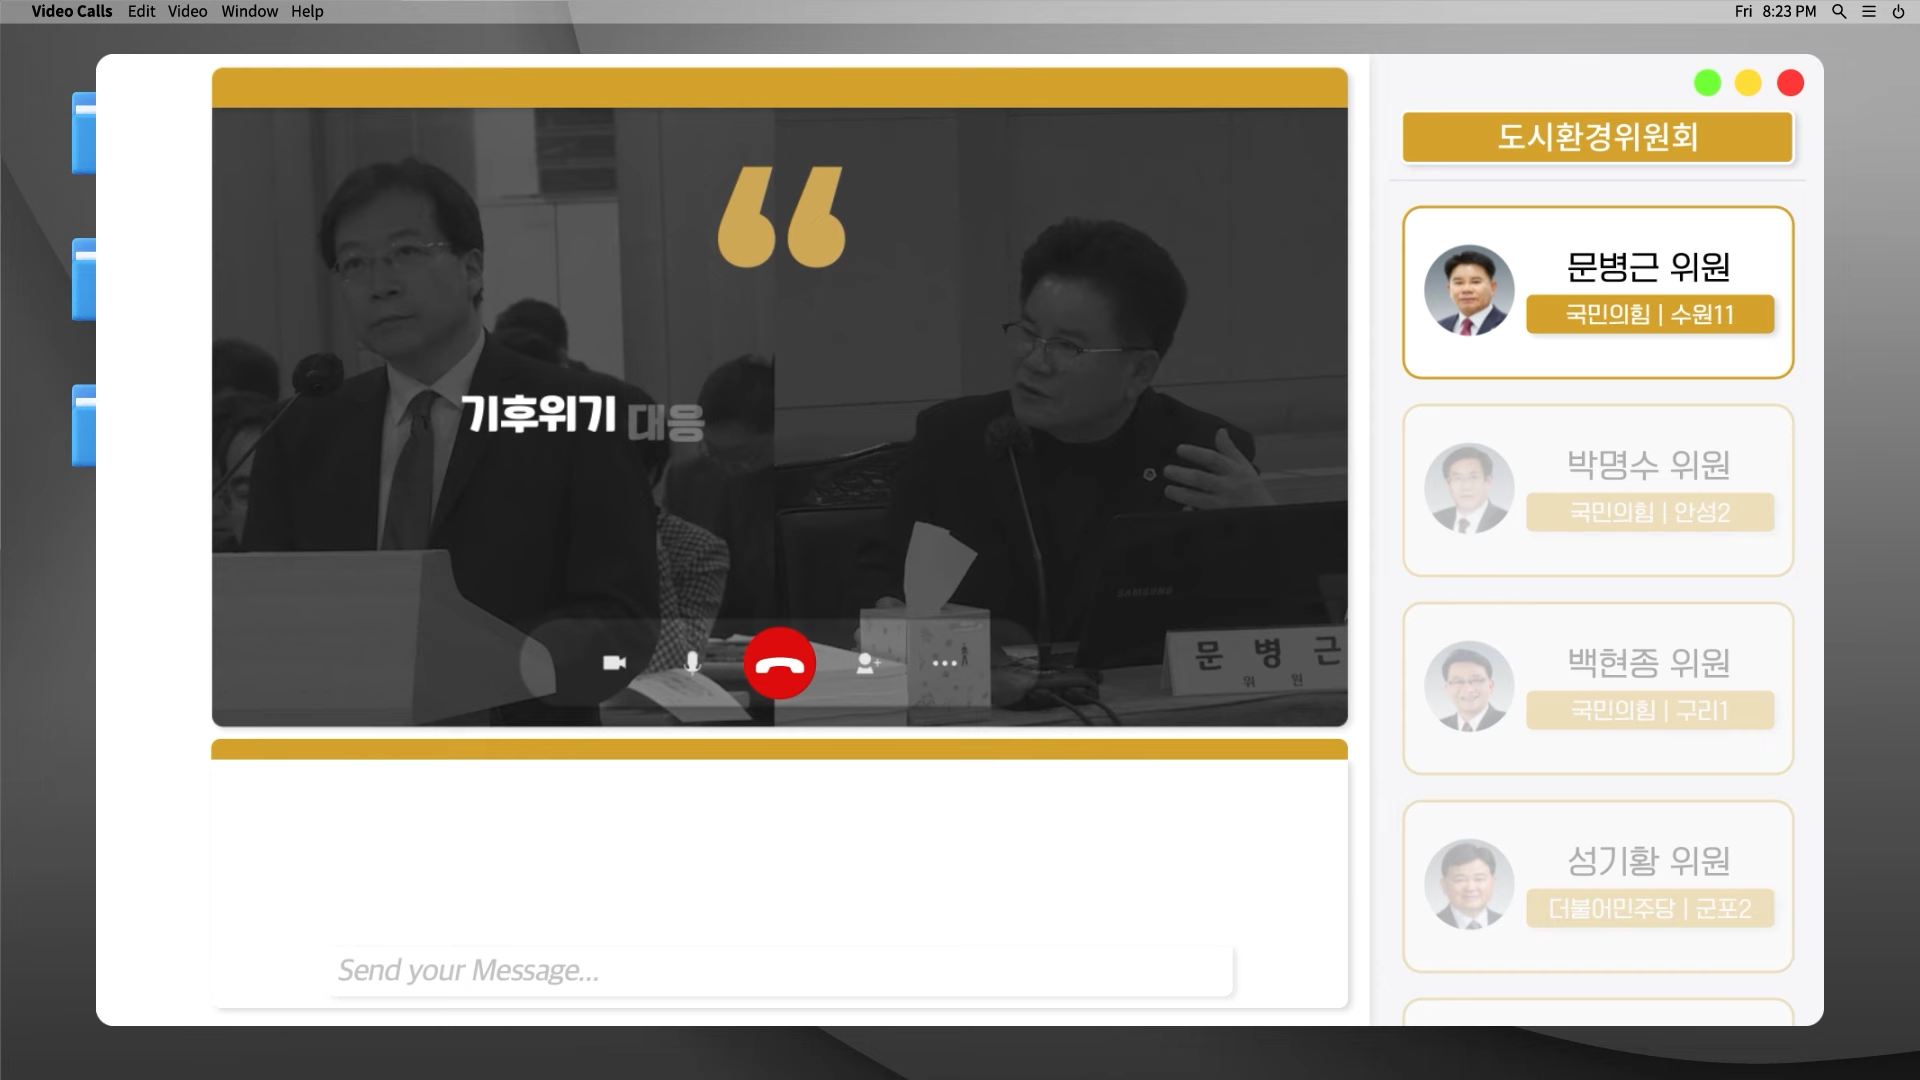 Video Calls Edit Video Window Help
Fri 8:23 PM
도시환경위원회
문병근 위원
국민의힘 | 수원11
박명수 위원
국민의힘 | 안성2
백현종 위원
국민의힘 | 구리1
성기황 위원
더불어민주당 | 군포2
“
기후위기 대응
SAMSUNG
문병근
위원
Send your Message...